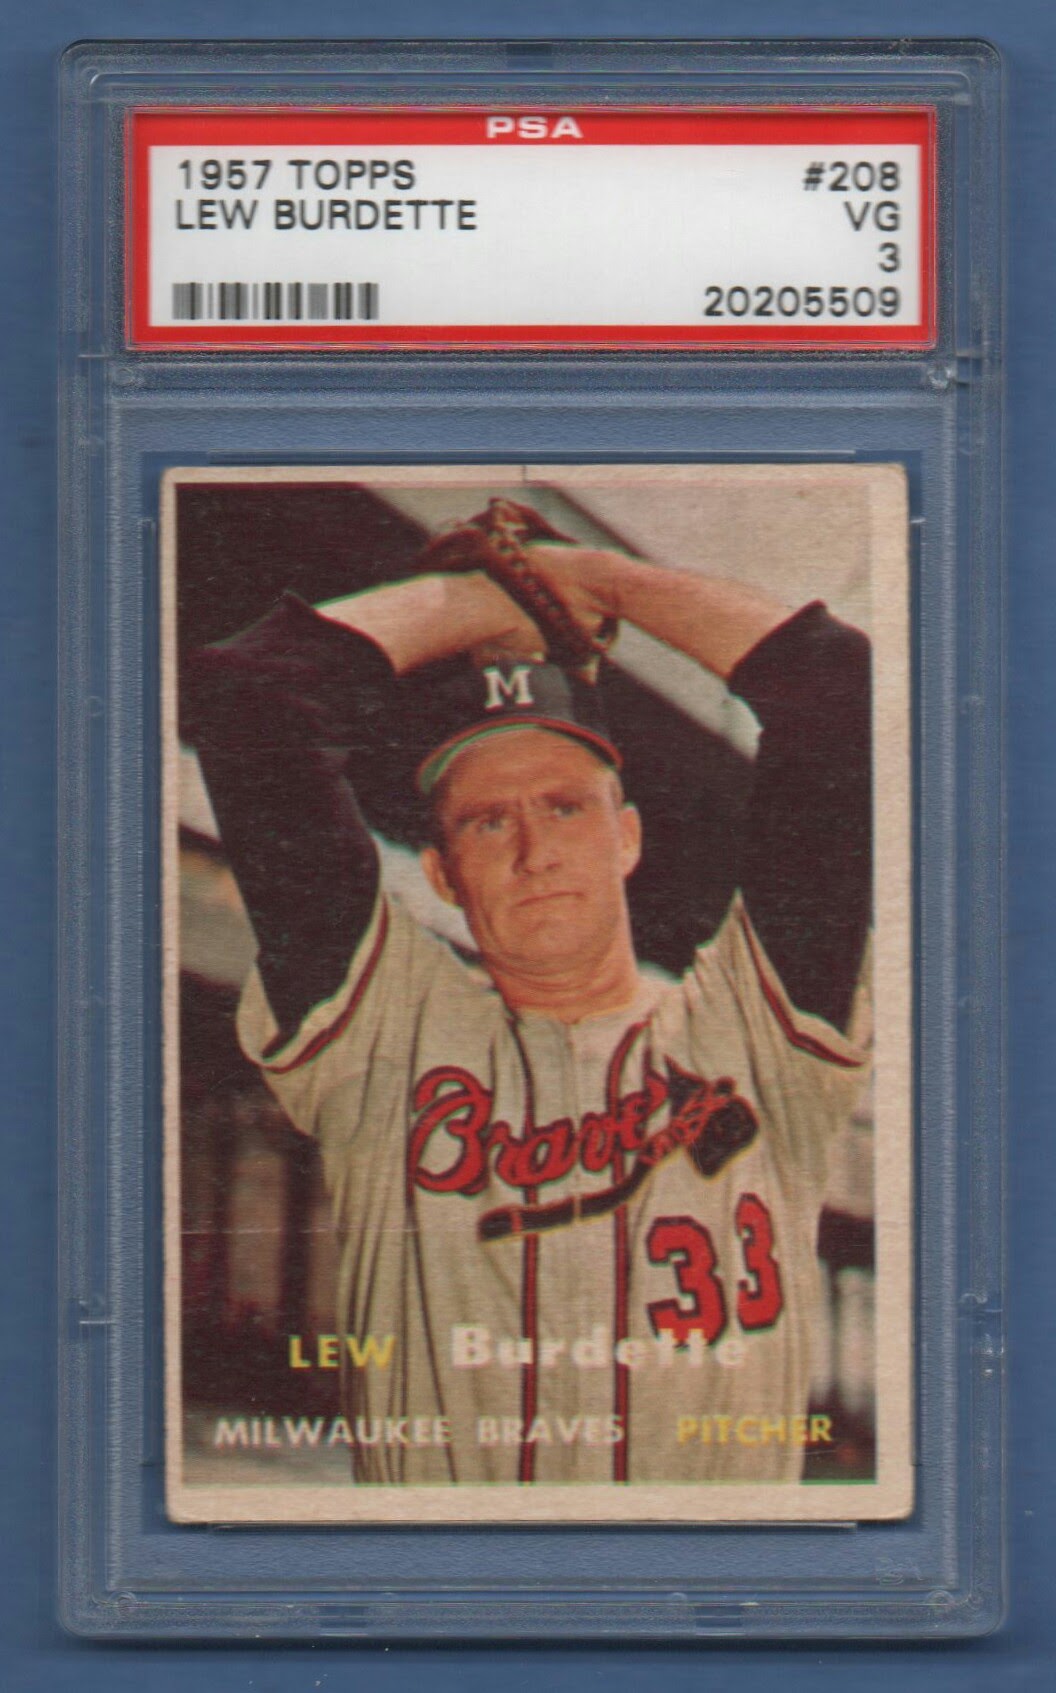 PSA
1957 TOPPS #208
LEW BURDETTE VG
3
20205509
M
Braves
33
LEW Burdette
MILWAUKEE BRAVES PITCHER